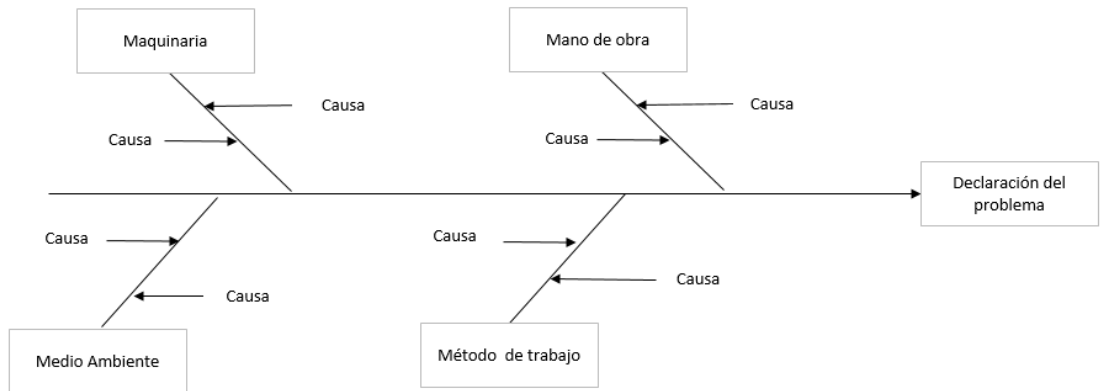 Maquinaria
Mano de obra
Causa
Causa
Causa
Causa
Declaración del
problema
Causa
Causa
Causa
Causa
Medio Ambiente
Método  de trabajo